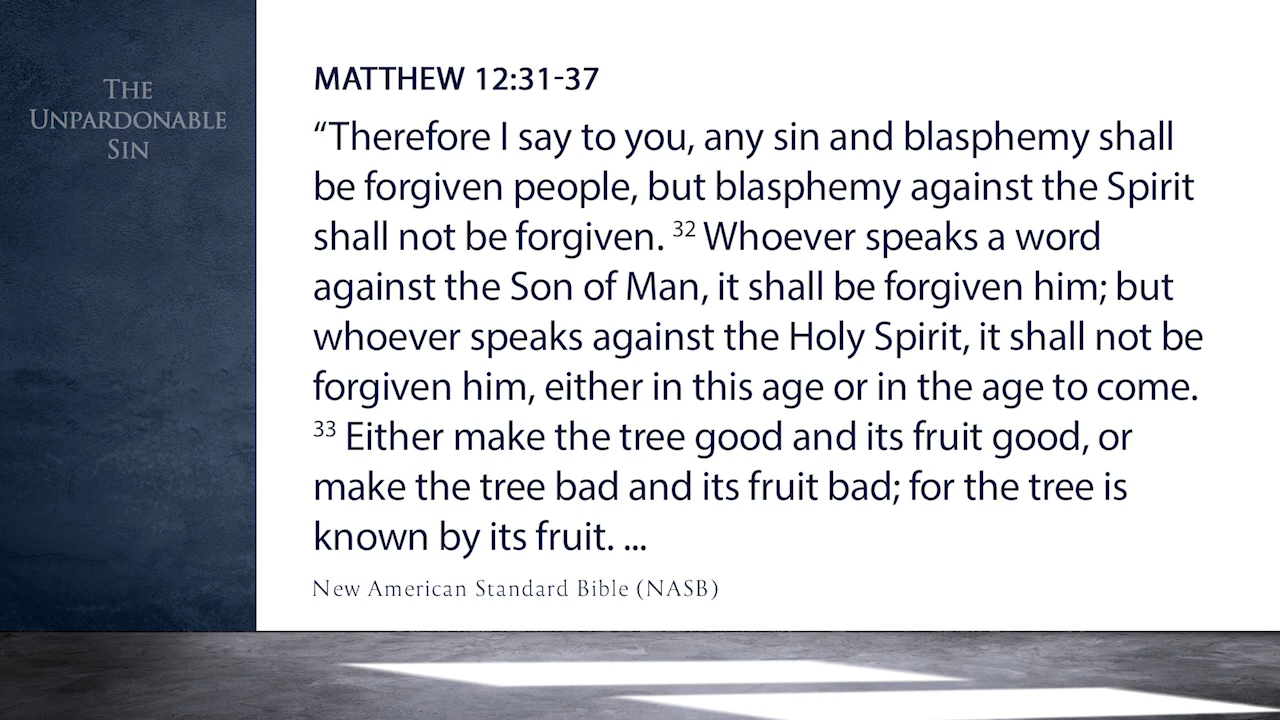 THE
UNPARDONABLE
SIN
MATTHEW 12:31-37
“Therefore I say to you, any sin and blasphemy shall
be forgiven people, but blasphemy against the Spirit
shall not be forgiven. 32 Whoever speaks a word
against the Son of Man, it shall be forgiven him; but
whoever speaks against the Holy Spirit, it shall not be
forgiven him, either in this age or in the age to come.
33 Either make the tree good and its fruit good, or
make the tree bad and its fruit bad; for the tree is
known by its fruit. ...
New American Standard Bible (NASB)